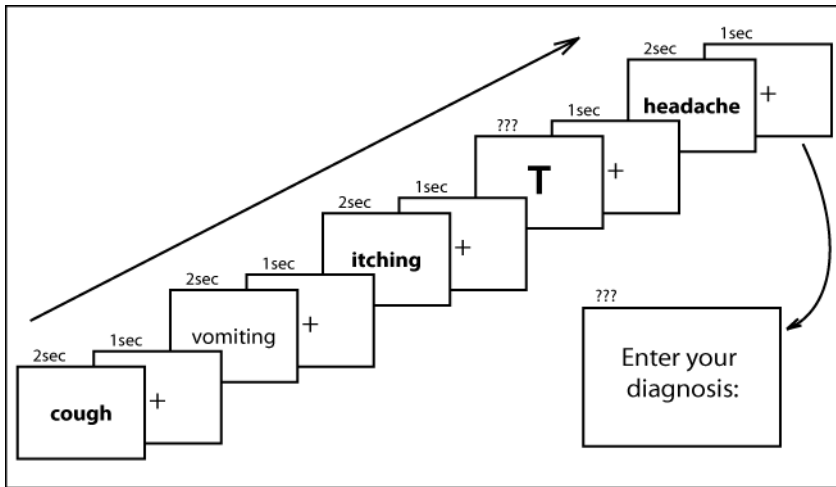 2sec
cough
1sec
+
2sec
vomiting
1sec
+
2sec
itching
1sec
+
???
T
1sec
+
2sec
headache
1sec
+
???
Enter your
diagnosis: